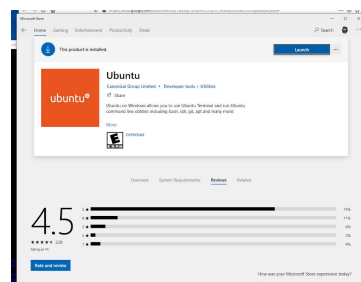 Microsoft Store
Home Gaming Entertainment Productivity Deals
Search
This product is installed.
Launch
ubuntu
Ubuntu
Canonical Group Limited • Developer tools > Utilities
Share
Ubuntu on Windows allows you to use Ubuntu Terminal and run Ubuntu
command line utilities including bash, ssh, git, apt and many more.
More
E
EVERYONE
Overview System Requirements Reviews Related
4.5
239
5
4
3
2
1
11%
Rate and review
How was your Microsoft Store experience today?